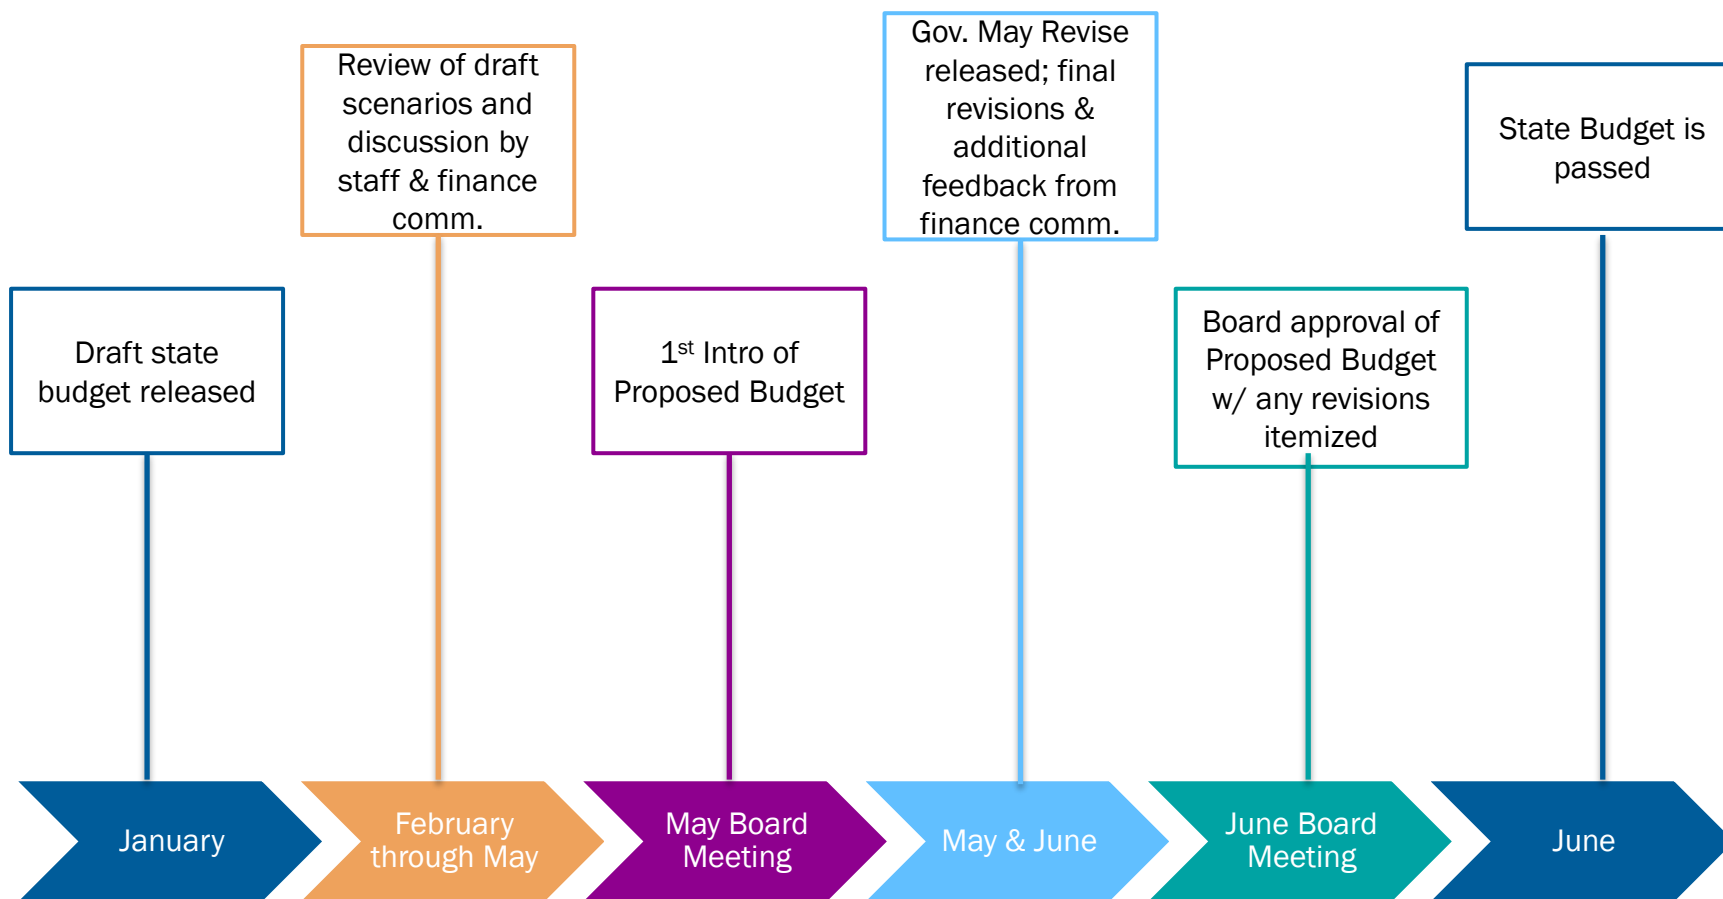 Draft state
budget released
Review of draft
scenarios and
discussion by
staff & finance
comm.
1st Intro of
Proposed Budget
Gov. May Revise
released; final
revisions &
additional
feedback from
finance comm.
Board approval of
Proposed Budget
w/ any revisions
itemized
State Budget is
passed
January
February
through May
May Board
Meeting
May & June
June Board
Meeting
June